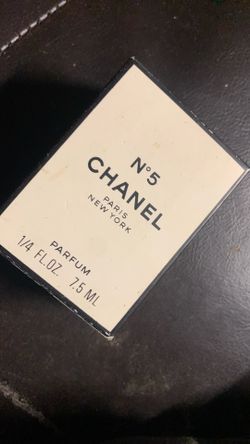 N°5
CHANEL
PARIS
NEW YORK
PARFUM
1/4 FL.OZ. 7.5 ML